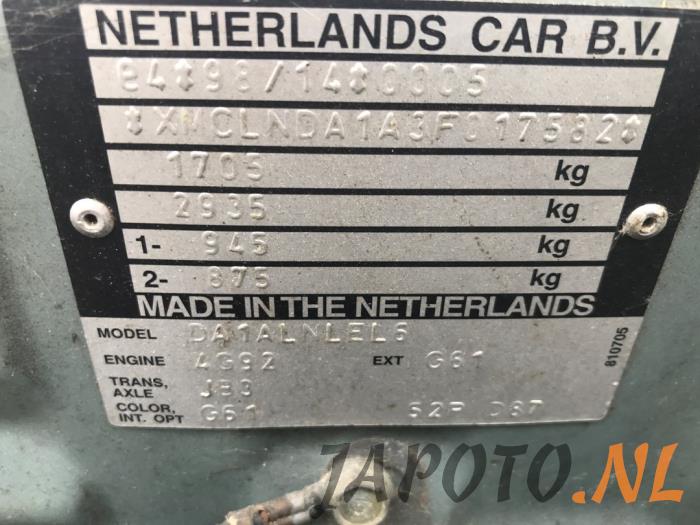 NETHERLANDS CAR B.V.
e4*98/14*0005
*XMCLNDA1A3F017582*
1705 kg
2935 kg
1- 945 kg
2- 875 kg
MADE IN THE NETHERLANDS
MODEL DA1ALNLEL6
ENGINE 4G92 EXT G61
TRANS, AXLE JB3
COLOR, INT. OPT G61 52P D87
810705
JAPOTO.NL